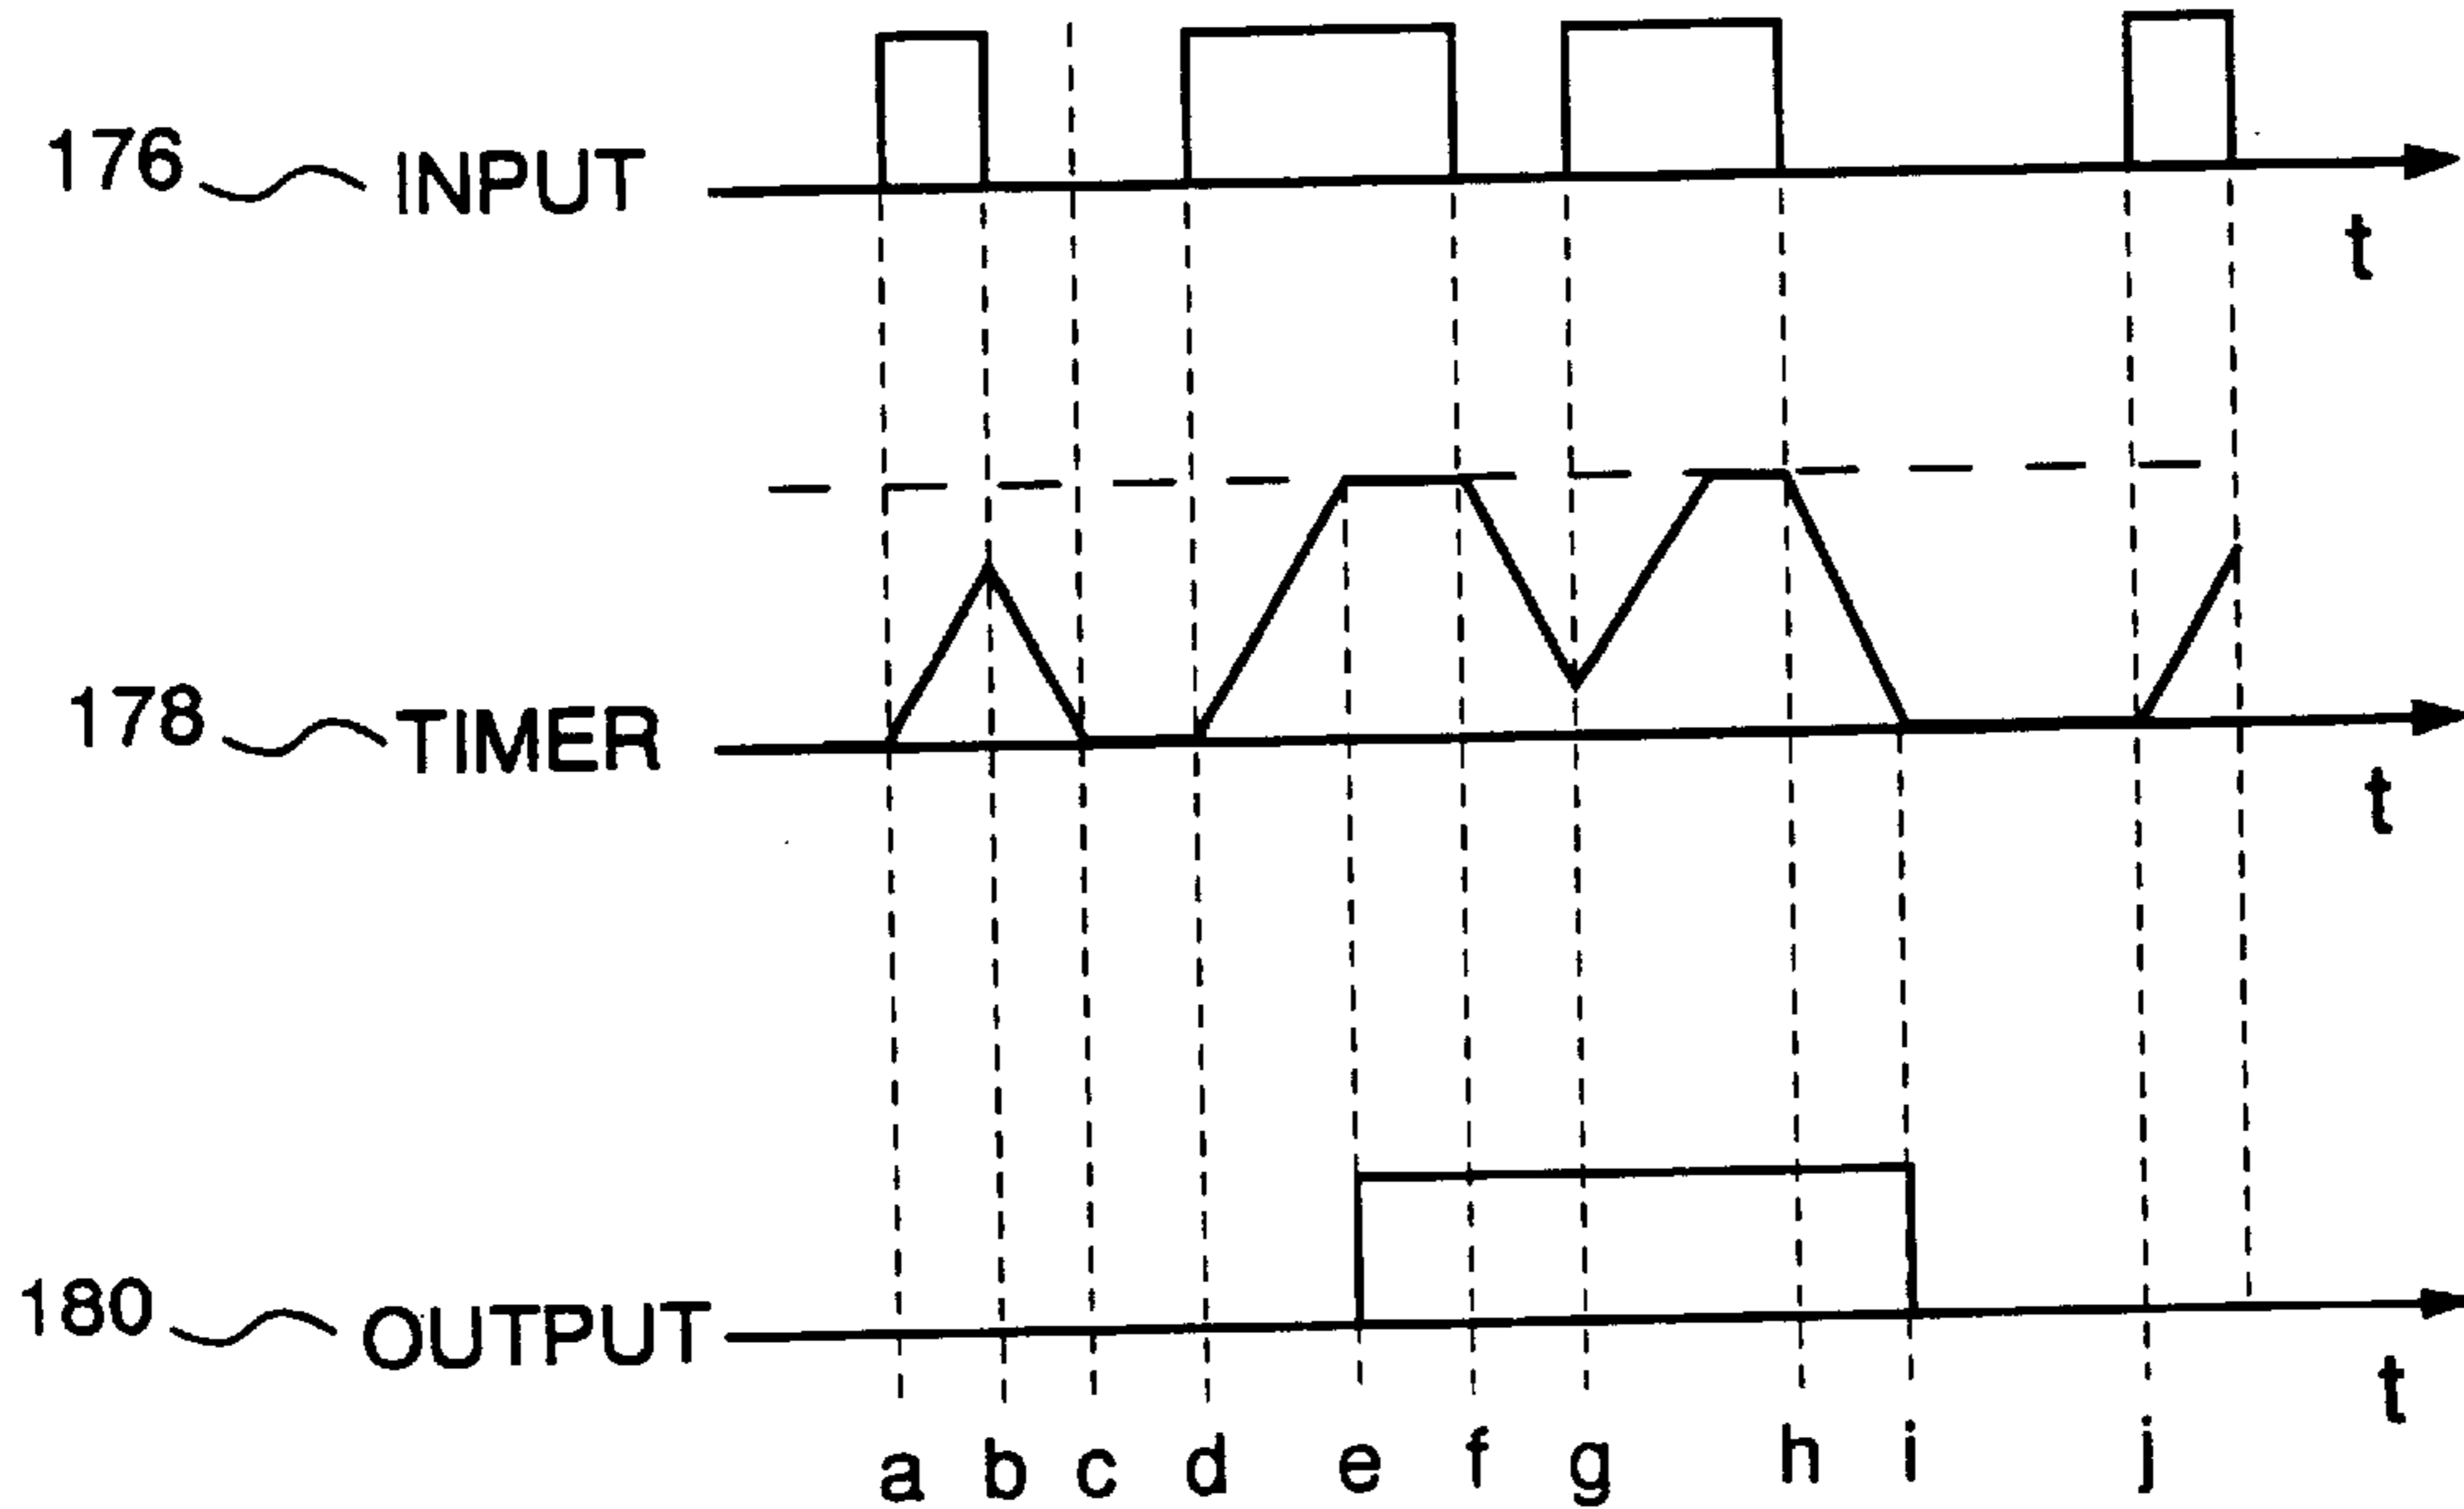 176 INPUT
t
178 TIMER
t
180 OUTPUT
t
a b c d e f g h i j